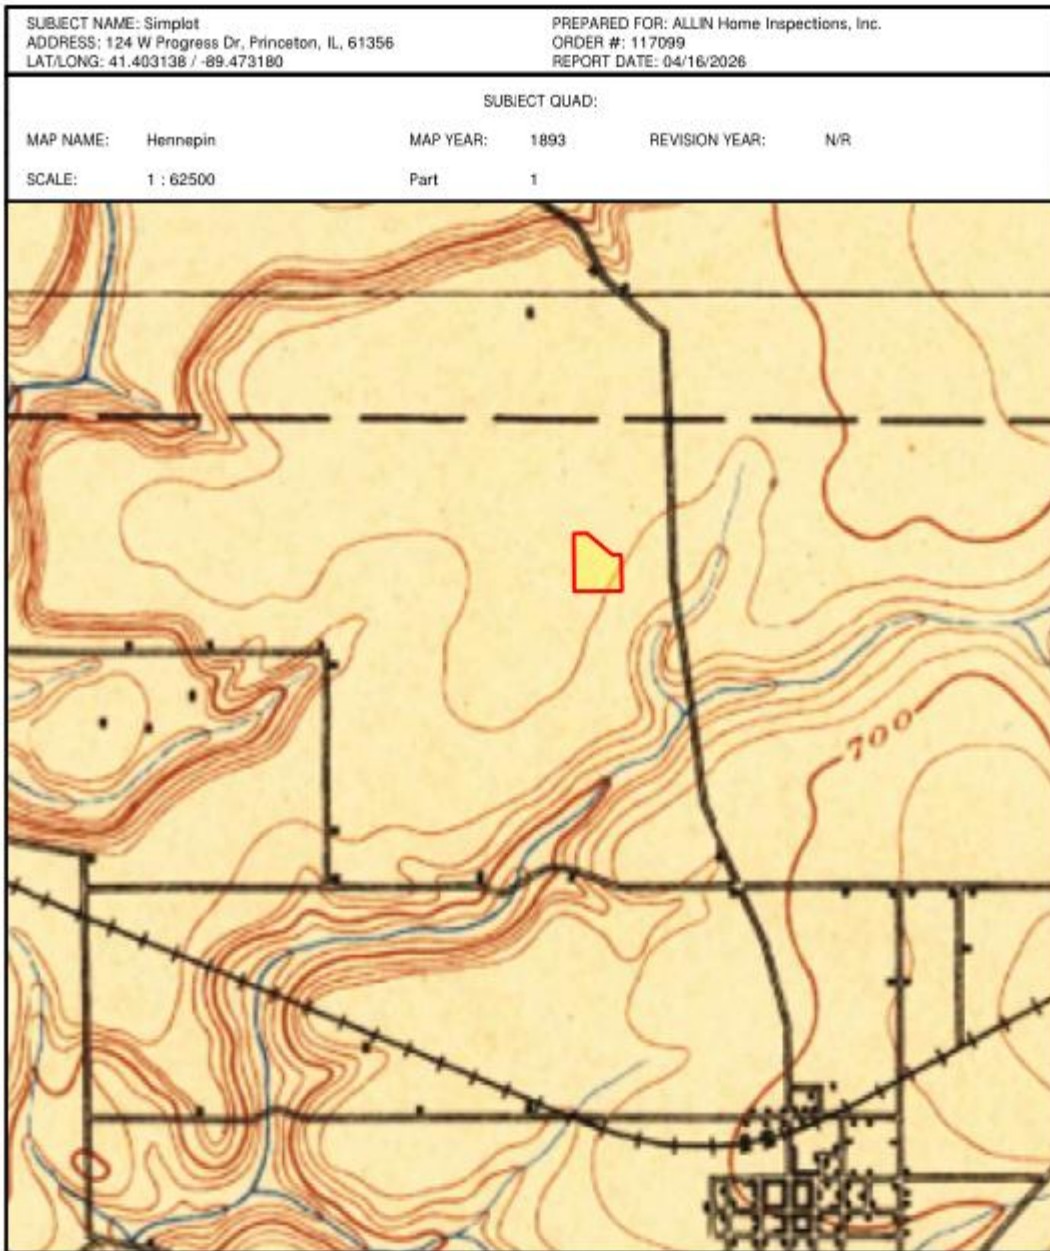 SUBJECT NAME: Simplot
ADDRESS: 124 W Progress Dr, Princeton, IL, 61356
LAT/LONG: 41.403138 / -89.473180
PREPARED FOR: ALLIN Home Inspections, Inc.
ORDER #: 117099
REPORT DATE: 04/16/2026
SUBJECT QUAD:
MAP NAME: Hennepin MAP YEAR: 1893 REVISION YEAR: N/R
SCALE: 1 : 62500 Part 1
700